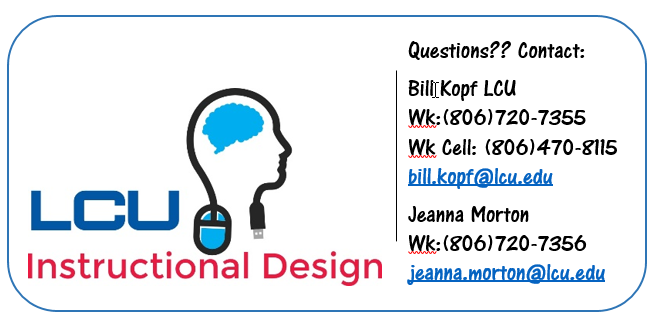 LCU
Instructional Design
Questions?? Contact:
Bill Kopf LCU
Wk:(806)720-7355
Wk Cell: (806)470-8115
bill.kopf@lcu.edu
Jeanna Morton
Wk:(806)720-7356
jeanna.morton@lcu.edu